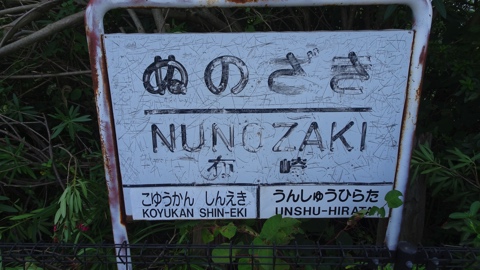 ぬのざき
NUNOZAKI
布 崎
こゆうかん しんえき うんしゅうひらた
KOYUKAN SHIN-EKI UNSHU-HIRATA